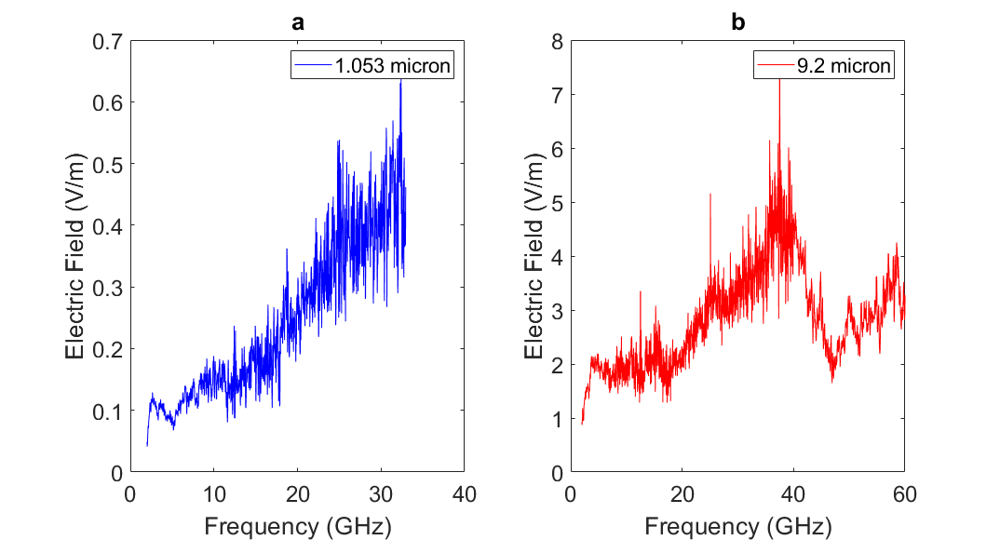 a
1.053 micron
0.7
0.6
0.5
0.4
0.3
0.2
0.1
0
Electric Field (V/m)
0 10 20 30 40
Frequency (GHz)
b
9.2 micron
8
7
6
5
4
3
2
1
0
Electric Field (V/m)
0 20 40 60
Frequency (GHz)